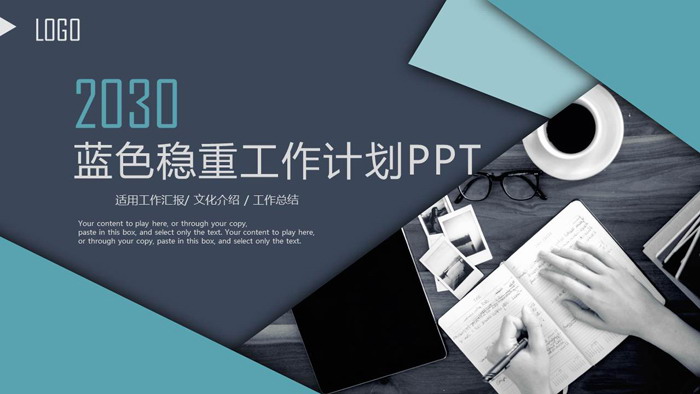 LOGO
2030
蓝色稳重工作计划PPT
适用工作汇报/ 文化介绍 / 工作总结
Your content to play here, or through your copy,
paste in this box, and select only the text. Your content to play here,
or through your copy, paste in this box, and select only the text.